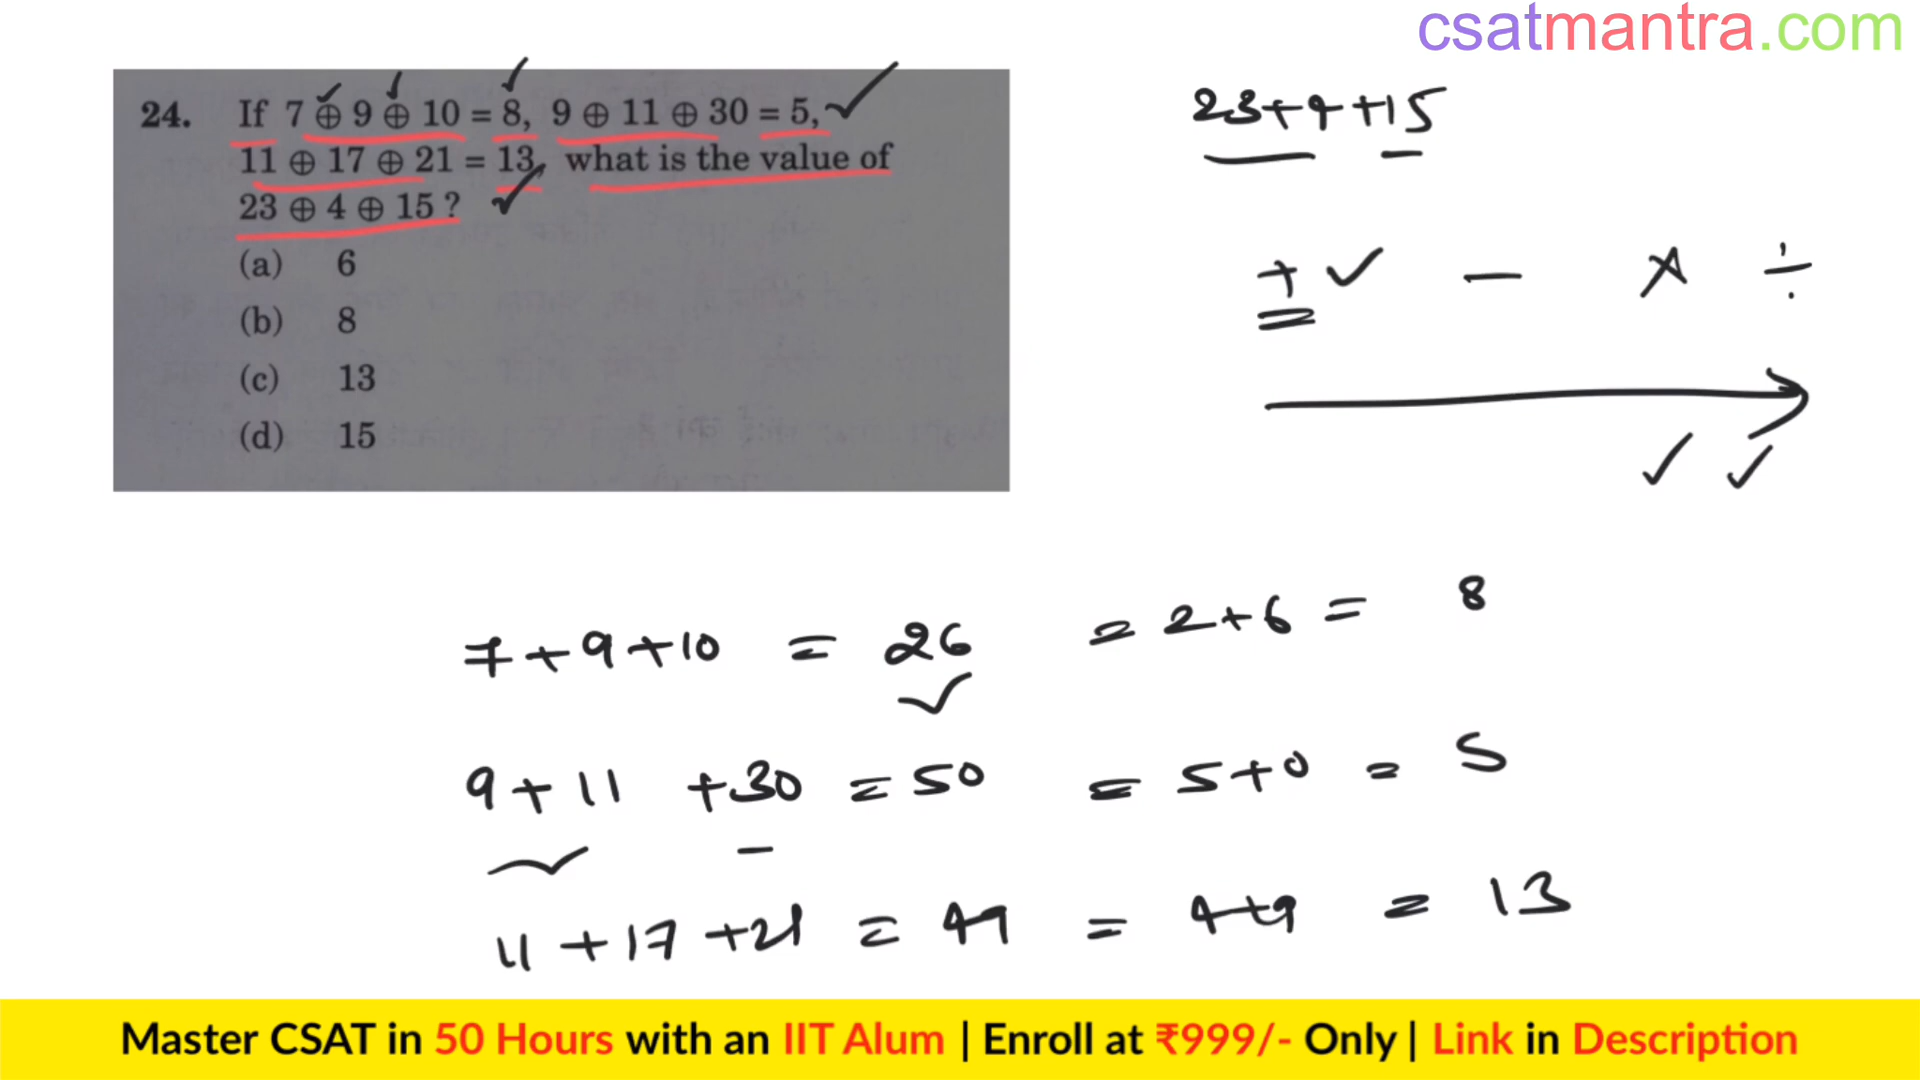 csatmantra.com
24. If 7 ⊕ 9 ⊕ 10 = 8, 9 ⊕ 11 ⊕ 30 = 5,
11 ⊕ 17 ⊕ 21 = 13, what is the value of
23 ⊕ 4 ⊕ 15 ?
(a) 6
(b) 8
(c) 13
(d) 15
23+4+15
+ − × ÷
7+9+10 = 26 = 2+6 = 8
9+11 +30 = 50 = 5+0 = 5
11+17+21 = 49 = 4+9 = 13
Master CSAT in 50 Hours with an IIT Alum | Enroll at ₹999/- Only | Link in Description